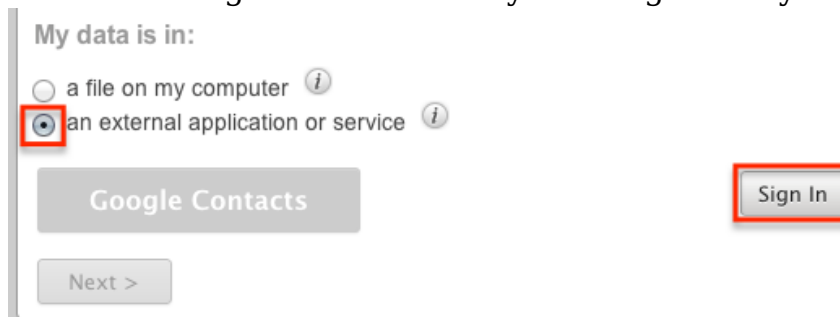 My data is in:
a file on my computer i
an external application or service i
Google Contacts Sign In
Next >